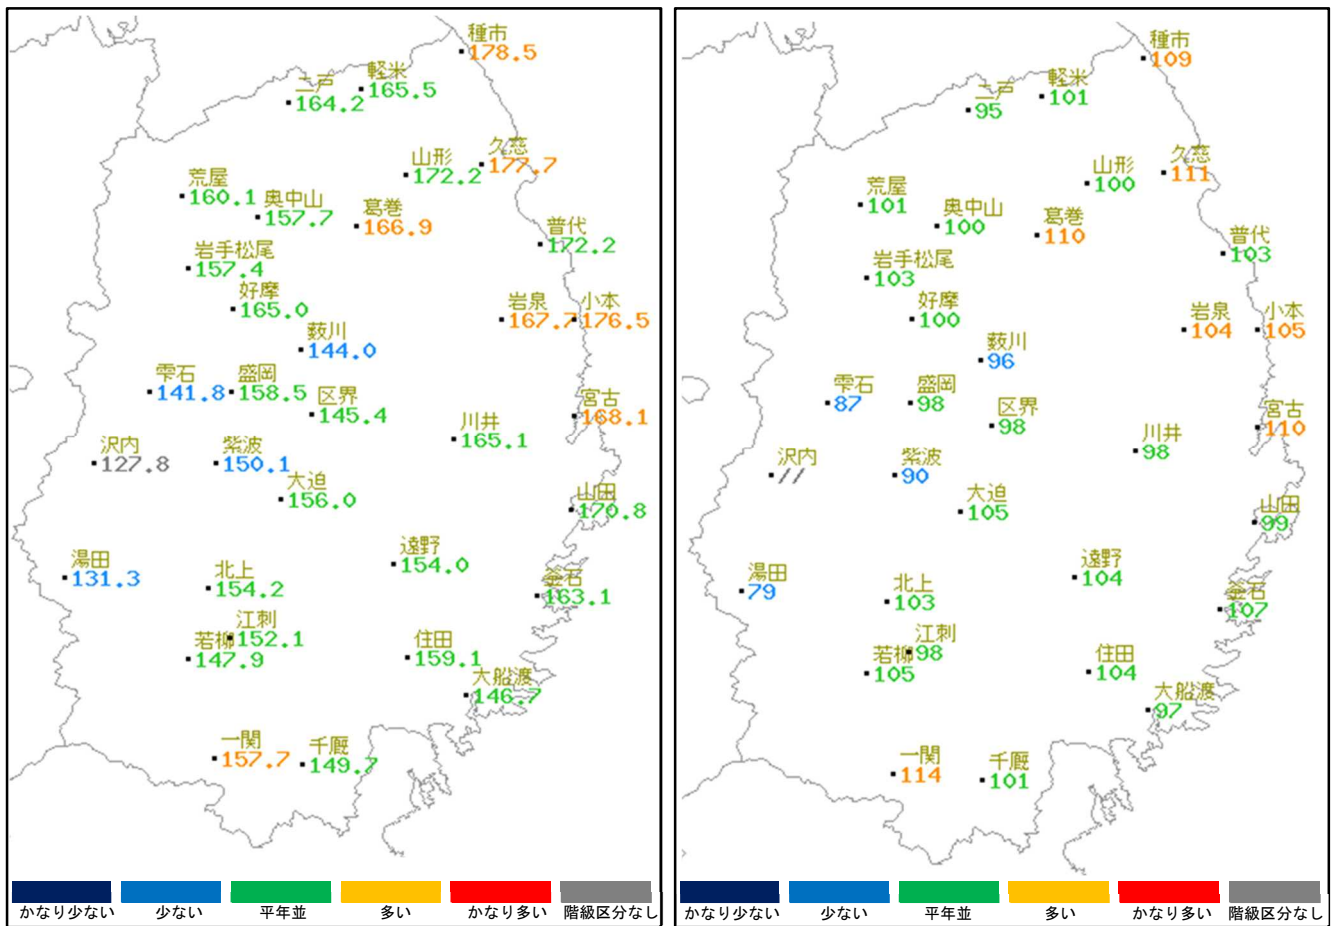 種市
178.5
軽米
165.5
二戸
164.2
久慈
177.7
山形
172.2
荒屋
160.1
奥中山
157.7
葛巻
166.9
普代
172.2
岩手松尾
157.4
好摩
165.0
岩泉
167.7
小本
176.5
薮川
144.0
雫石
141.8
盛岡
158.5
区界
145.4
宮古
168.1
川井
165.1
沢内
127.8
紫波
150.1
大迫
156.0
山田
170.8
遠野
154.0
湯田
131.3
北上
154.2
釜石
163.1
江刺
152.1
若柳
147.9
住田
159.1
大船渡
146.7
一関
157.7
千厩
149.7
かなり少ない
少ない
平年並
多い
かなり多い
階級区分なし
種市
109
軽米
101
二戸
95
久慈
111
山形
100
荒屋
101
奥中山
100
葛巻
110
普代
103
岩手松尾
103
好摩
100
岩泉
104
小本
105
薮川
96
雫石
87
盛岡
98
区界
98
宮古
110
川井
98
沢内
//
紫波
90
大迫
105
山田
99
遠野
104
湯田
79
北上
103
釜石
107
江刺
98
若柳
105
住田
104
大船渡
97
一関
114
千厩
101
かなり少ない
少ない
平年並
多い
かなり多い
階級区分なし